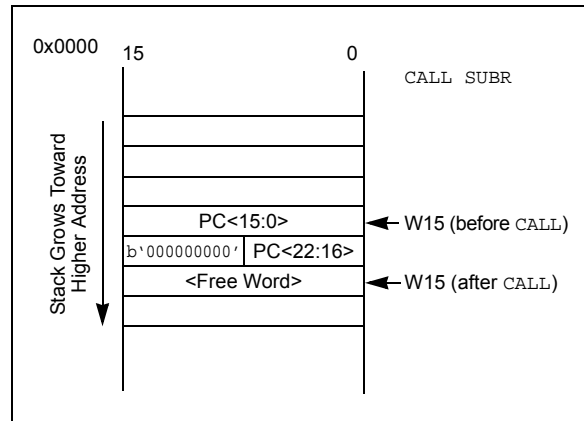 0x0000
15
0
CALL SUBR
Stack Grows Toward
Higher Address
PC<15:0>
W15 (before CALL)
b‘000000000’
PC<22:16>
<Free Word>
W15 (after CALL)